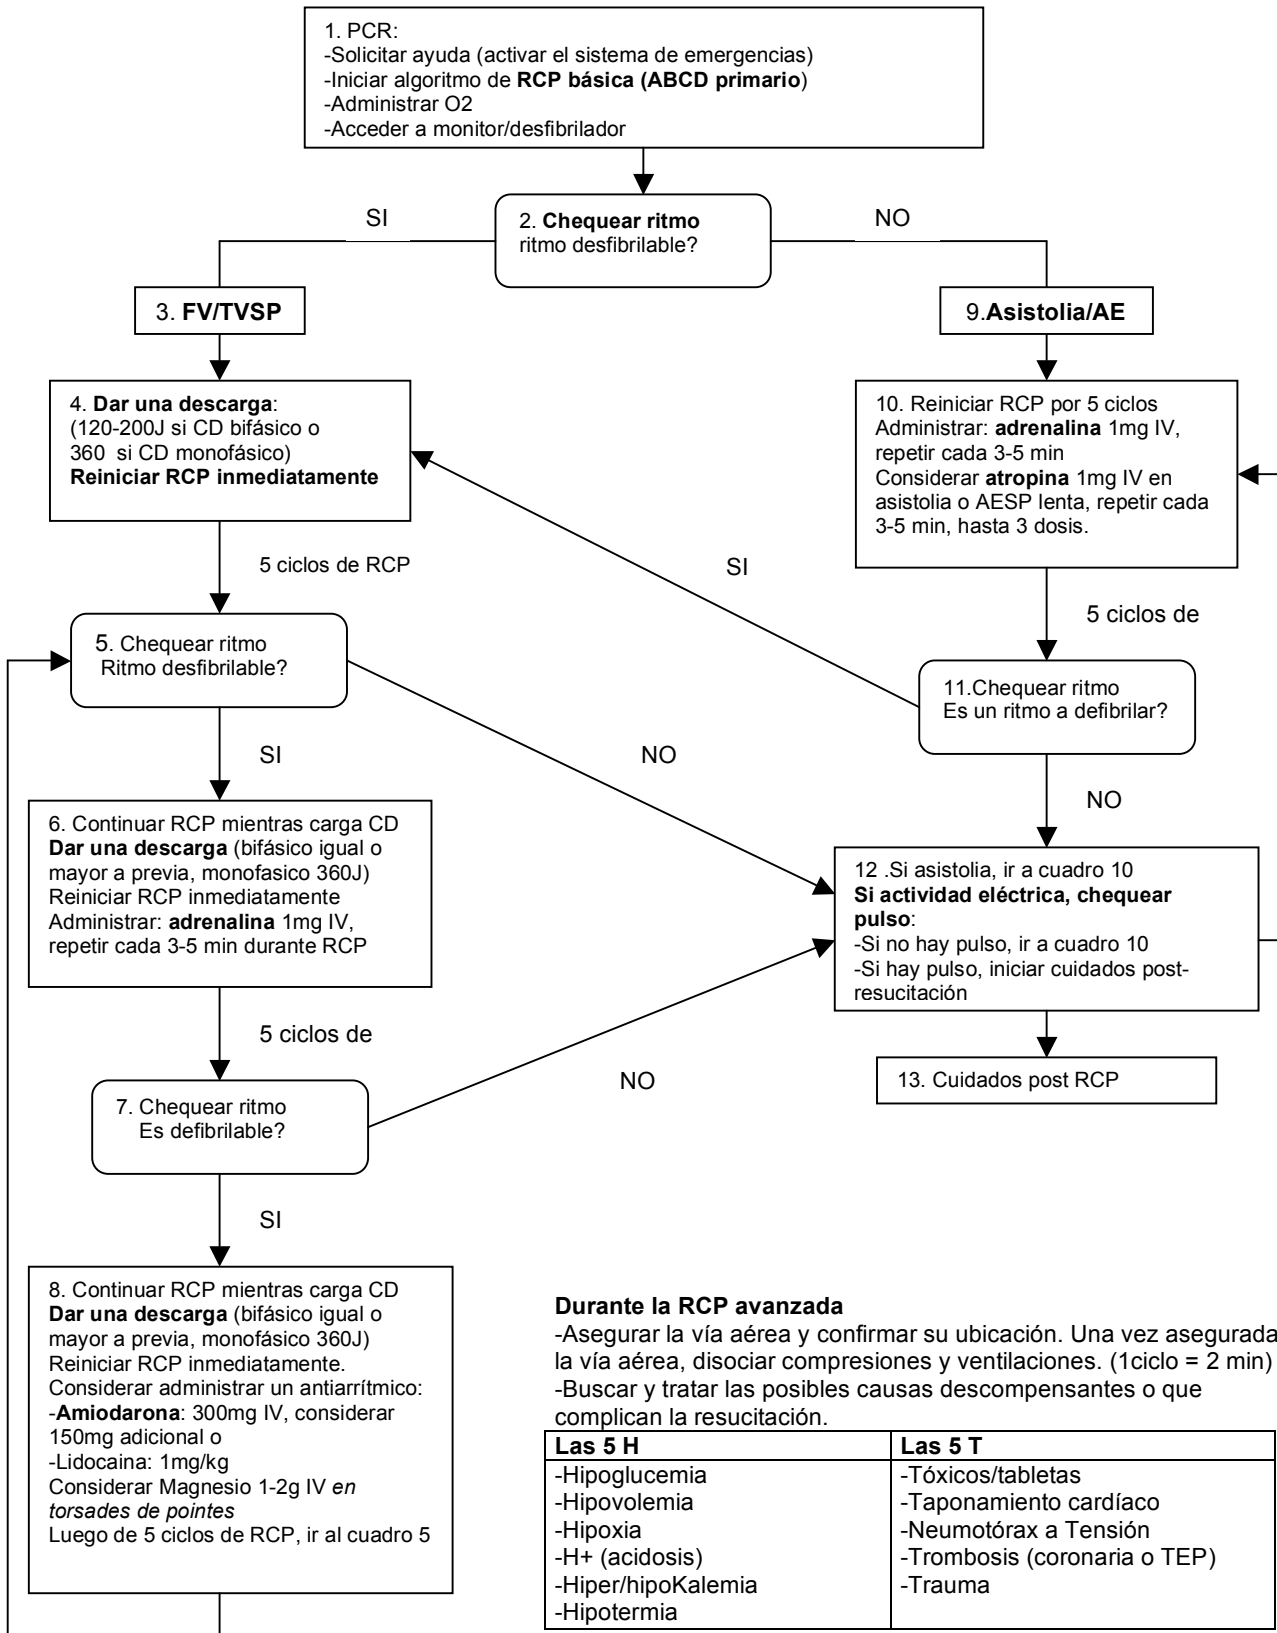 1. PCR:
-Solicitar ayuda (activar el sistema de emergencias)
-Iniciar algoritmo de RCP básica (ABCD primario)
-Administrar O2
-Acceder a monitor/desfibrilador
SI
2. Chequear ritmo
ritmo desfibrilable?
NO
3. FV/TVSP
9.Asistolia/AE
4. Dar una descarga:
(120-200J si CD bifásico o
360 si CD monofásico)
Reiniciar RCP inmediatamente
10. Reiniciar RCP por 5 ciclos
Administrar: adrenalina 1mg IV,
repetir cada 3-5 min
Considerar atropina 1mg IV en
asistolia o AESP lenta, repetir cada
3-5 min, hasta 3 dosis.
5 ciclos de RCP
SI
5 ciclos de
5. Chequear ritmo
Ritmo desfibrilable?
11.Chequear ritmo
Es un ritmo a defibrilar?
SI
NO
NO
6. Continuar RCP mientras carga CD
Dar una descarga (bifásico igual o
mayor a previa, monofasico 360J)
Reiniciar RCP inmediatamente
Administrar: adrenalina 1mg IV,
repetir cada 3-5 min durante RCP
12 .Si asistolia, ir a cuadro 10
Si actividad eléctrica, chequear
pulso:
-Si no hay pulso, ir a cuadro 10
-Si hay pulso, iniciar cuidados post-
resucitación
5 ciclos de
NO
13. Cuidados post RCP
7. Chequear ritmo
Es defibrilable?
SI
8. Continuar RCP mientras carga CD
Dar una descarga (bifásico igual o
mayor a previa, monofásico 360J)
Reiniciar RCP inmediatamente.
Considerar administrar un antiarrítmico:
-Amiodarona: 300mg IV, considerar
150mg adicional o
-Lidocaina: 1mg/kg
Considerar Magnesio 1-2g IV en
torsades de pointes
Luego de 5 ciclos de RCP, ir al cuadro 5
Durante la RCP avanzada
-Asegurar la vía aérea y confirmar su ubicación. Una vez asegurada
la vía aérea, disociar compresiones y ventilaciones. (1ciclo = 2 min)
-Buscar y tratar las posibles causas descompensantes o que
complican la resucitación.
Las 5 H
-Hipoglucemia
-Hipovolemia
-Hipoxia
-H+ (acidosis)
-Hiper/hipoKalemia
-Hipotermia
Las 5 T
-Tóxicos/tabletas
-Taponamiento cardíaco
-Neumotórax a Tensión
-Trombosis (coronaria o TEP)
-Trauma